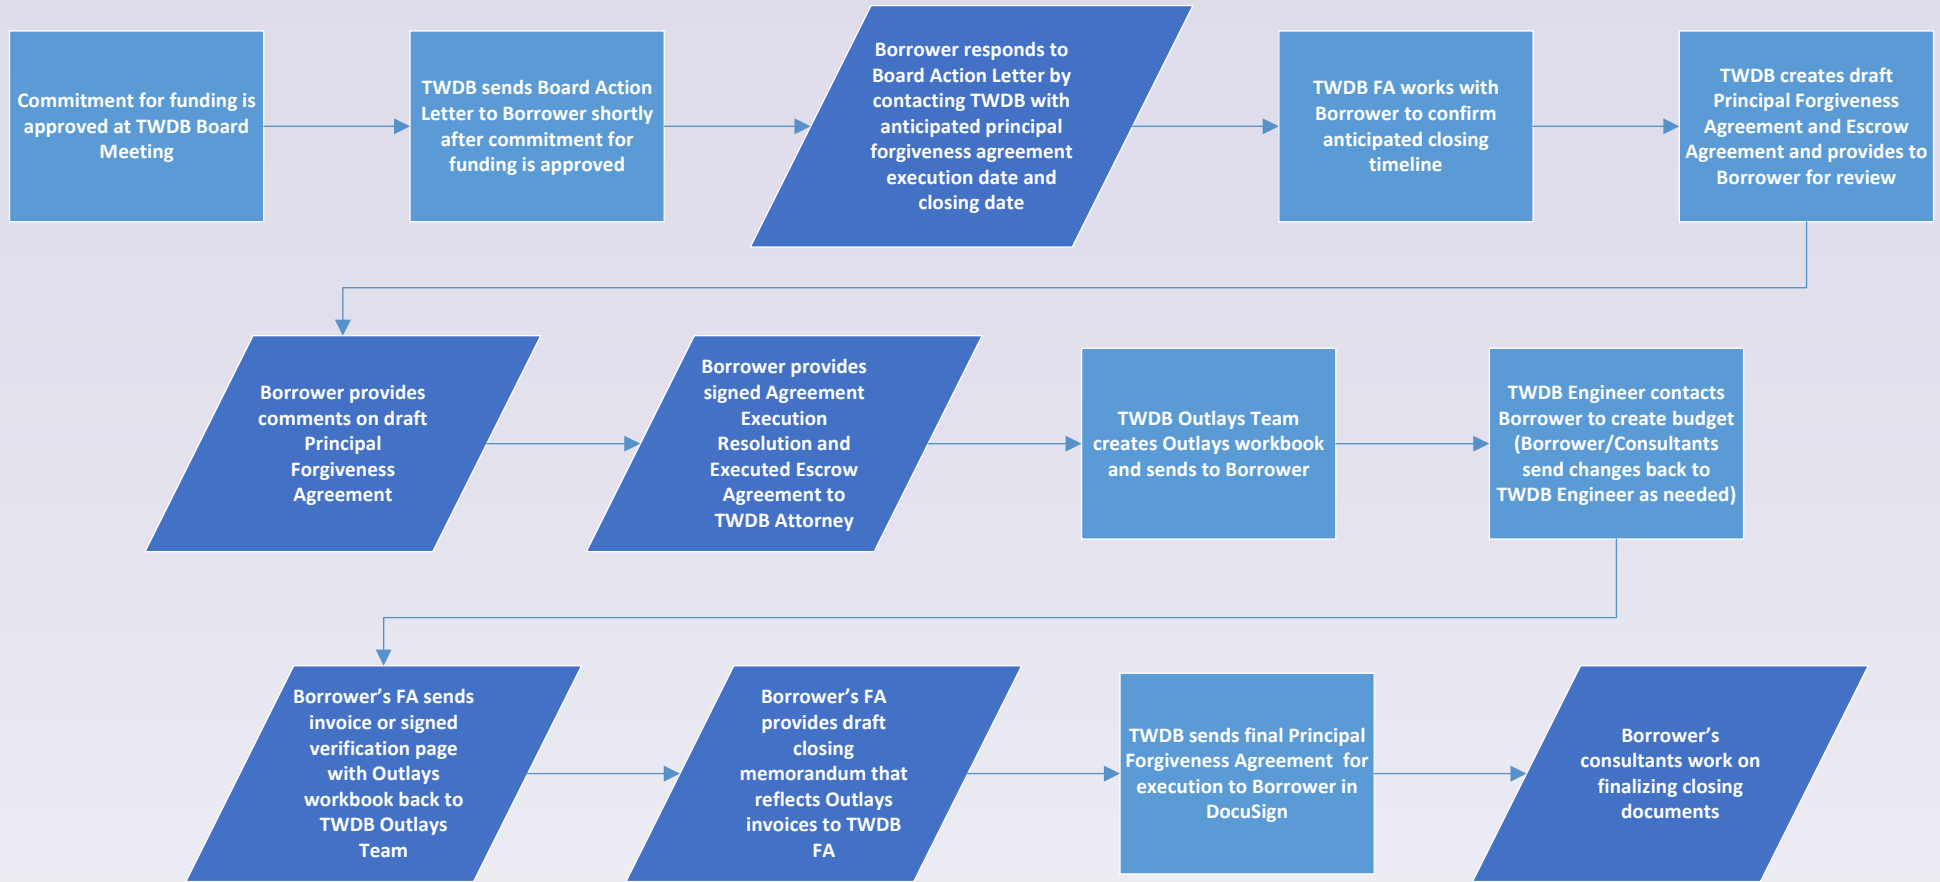 Commitment for funding is
approved at TWDB Board
Meeting
TWDB sends Board Action
Letter to Borrower shortly
after commitment for
funding is approved
Borrower responds to
Board Action Letter by
contacting TWDB with
anticipated principal
forgiveness agreement
execution date and
closing date
TWDB FA works with
Borrower to confirm
anticipated closing
timeline
TWDB creates draft
Principal Forgiveness
Agreement and Escrow
Agreement and provides to
Borrower for review
Borrower provides
comments on draft
Principal
Forgiveness
Agreement
Borrower provides
signed Agreement
Execution
Resolution and
Executed Escrow
Agreement to
TWDB Attorney
TWDB Outlays Team
creates Outlays workbook
and sends to Borrower
TWDB Engineer contacts
Borrower to create budget
(Borrower/Consultants
send changes back to
TWDB Engineer as needed)
Borrower’s FA sends
invoice or signed
verification page
with Outlays
workbook back to
TWDB Outlays
Team
Borrower’s FA
provides draft
closing
memorandum that
reflects Outlays
invoices to TWDB
FA
TWDB sends final Principal
Forgiveness Agreement for
execution to Borrower in
DocuSign
Borrower’s
consultants work on
finalizing closing
documents